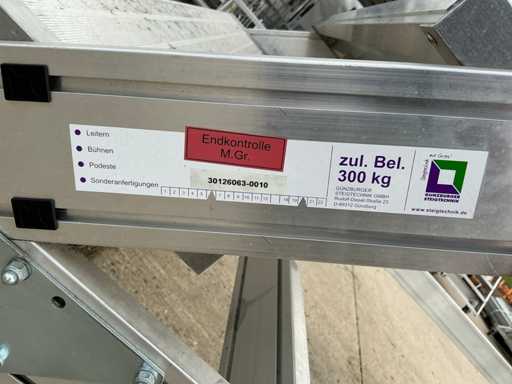 Leitern
Bühnen
Podeste
Sonderanfertigungen
Endkontrolle
M.Gr.
30126063-0010
zul. Bel.
300 kg
GÜNZBURGER
STEIGTECHNIK GMBH
Rudolf-Diesel-Straße 23
D-89312 Günzburg
GÜNZBURGER
STEIGTECHNIK
www.steigtechnik.de